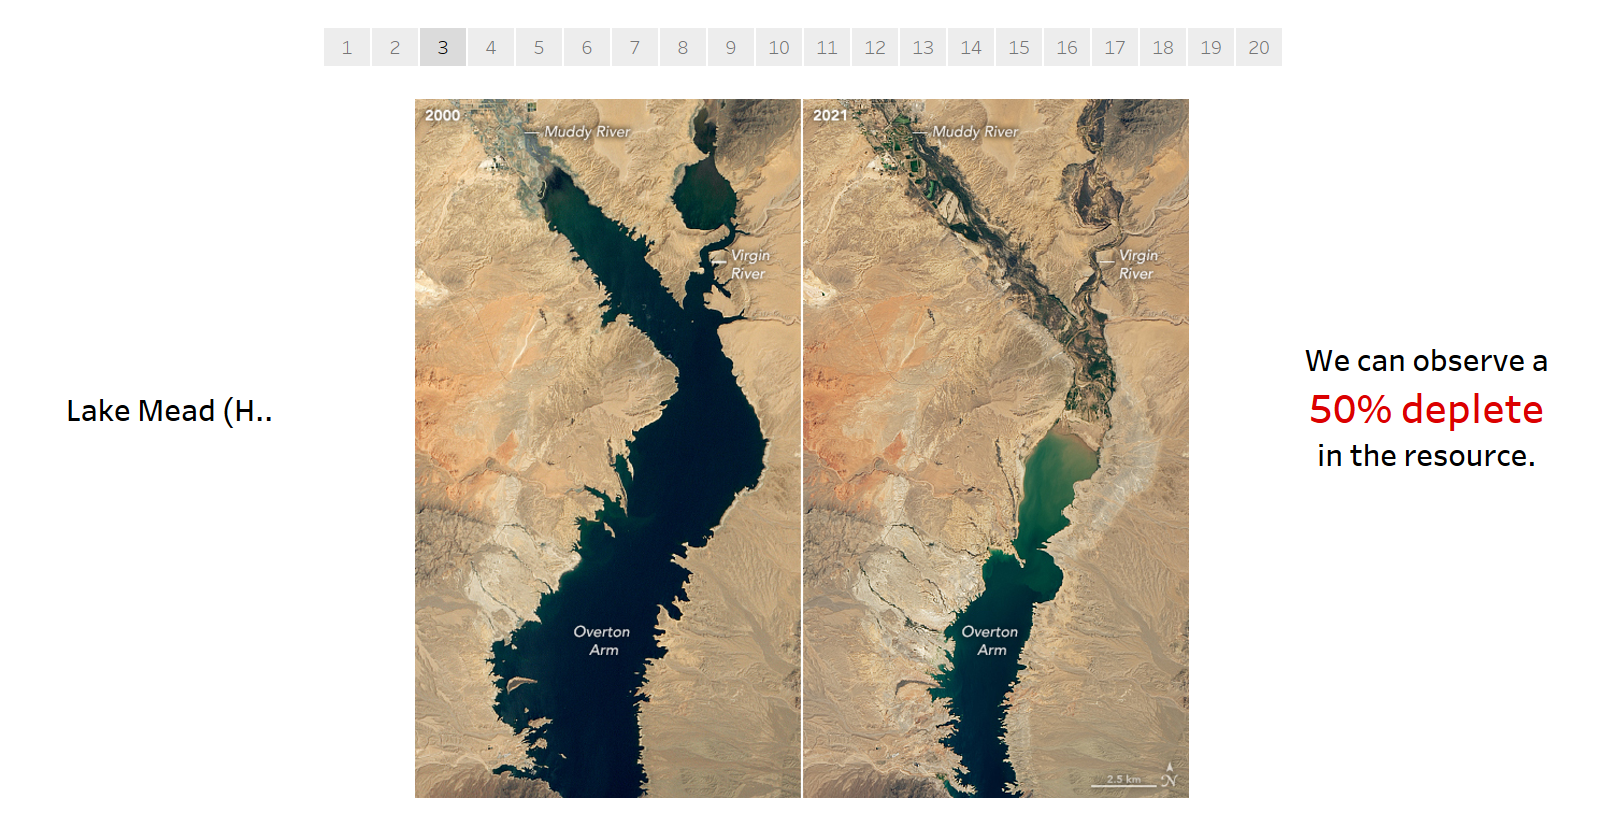 1 2 3 4 5 6 7 8 9 10 11 12 13 14 15 16 17 18 19 20
2000
Muddy River
Virgin
River
Overton
Arm
2021
Muddy River
Virgin
River
Overton
Arm
2.5 km
N
Lake Mead (H..
We can observe a
50% deplete
in the resource.